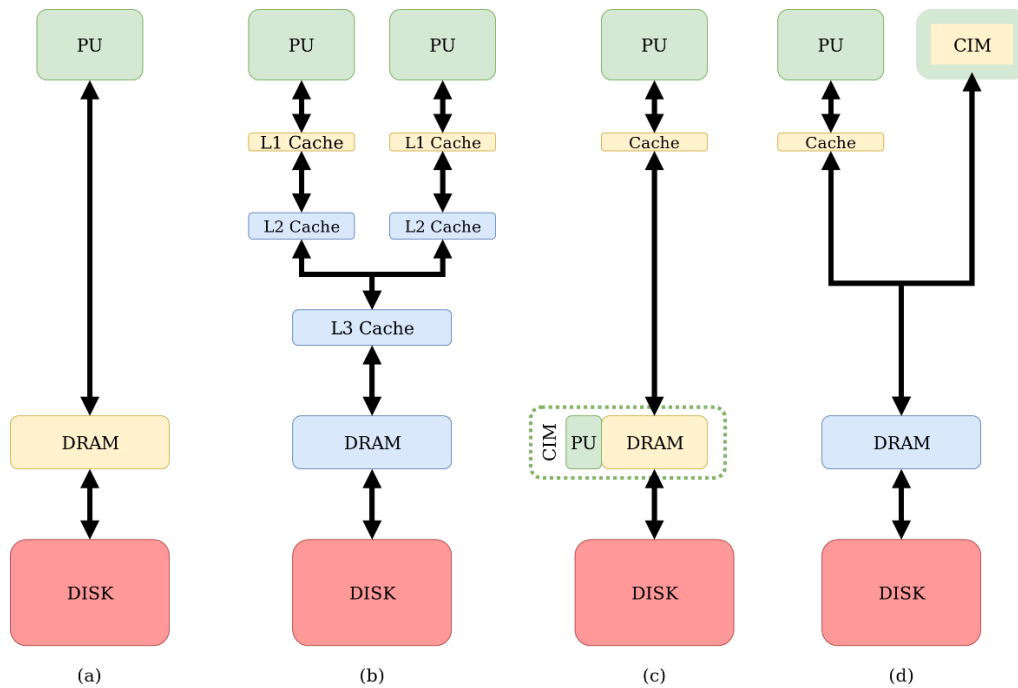 PU
DRAM
DISK
(a)
PU PU
L1 Cache L1 Cache
L2 Cache L2 Cache
L3 Cache
DRAM
DISK
(b)
PU
Cache
CIM PU DRAM
DISK
(c)
PU CIM
Cache
DRAM
DISK
(d)